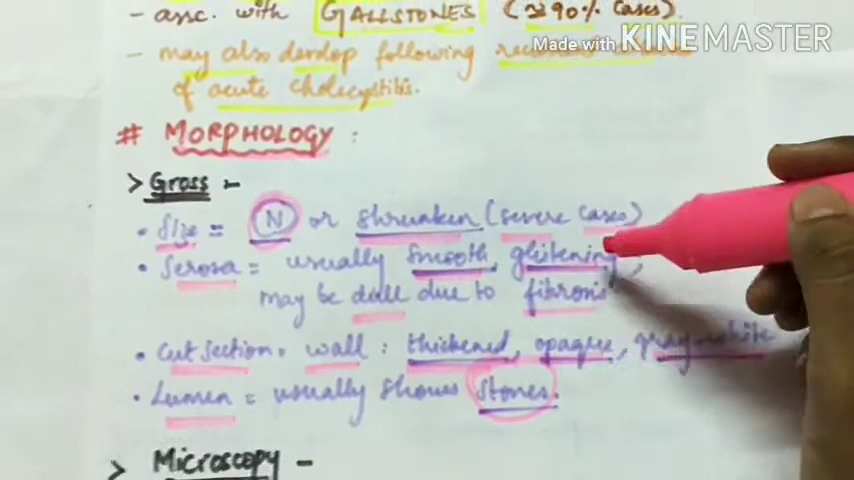 - assc. with GALLSTONES (≈90% cases).
Made with KINEMASTER
- may also develop following
of acute cholecystitis.
# MORPHOLOGY :
> Gross -
• Size = N or shrunken (severe cases)
• Serosa = usually smooth, glistening,
may be dull due to fibrosis
• Cut section = wall : thickened, opaque, gray-white
• Lumen = usually shows stones.
> Microscopy -